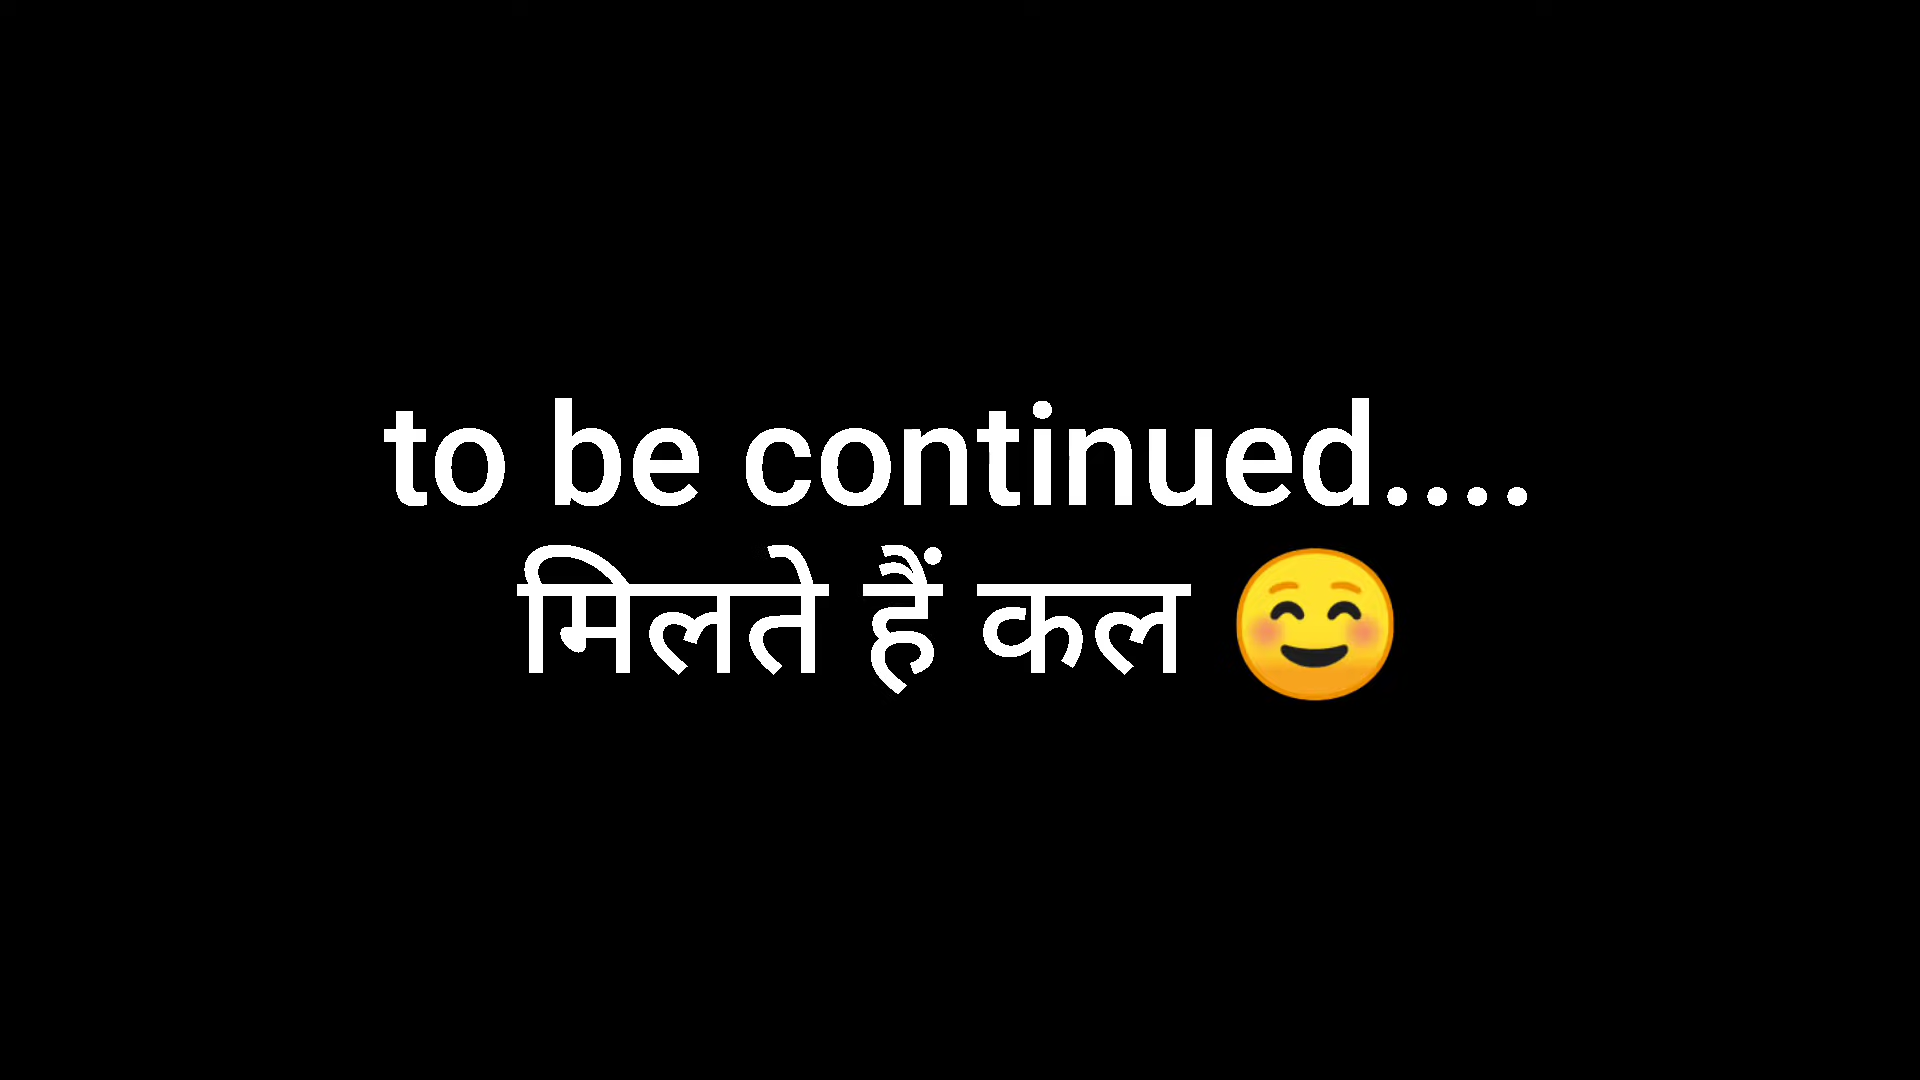 to be continued....
मिलते हैं कल ☺️